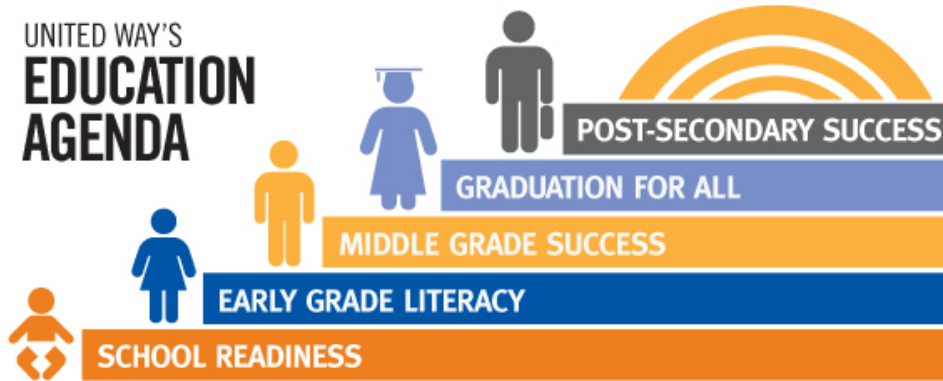 UNITED WAY'S
EDUCATION
AGENDA
POST-SECONDARY SUCCESS
GRADUATION FOR ALL
MIDDLE GRADE SUCCESS
EARLY GRADE LITERACY
SCHOOL READINESS